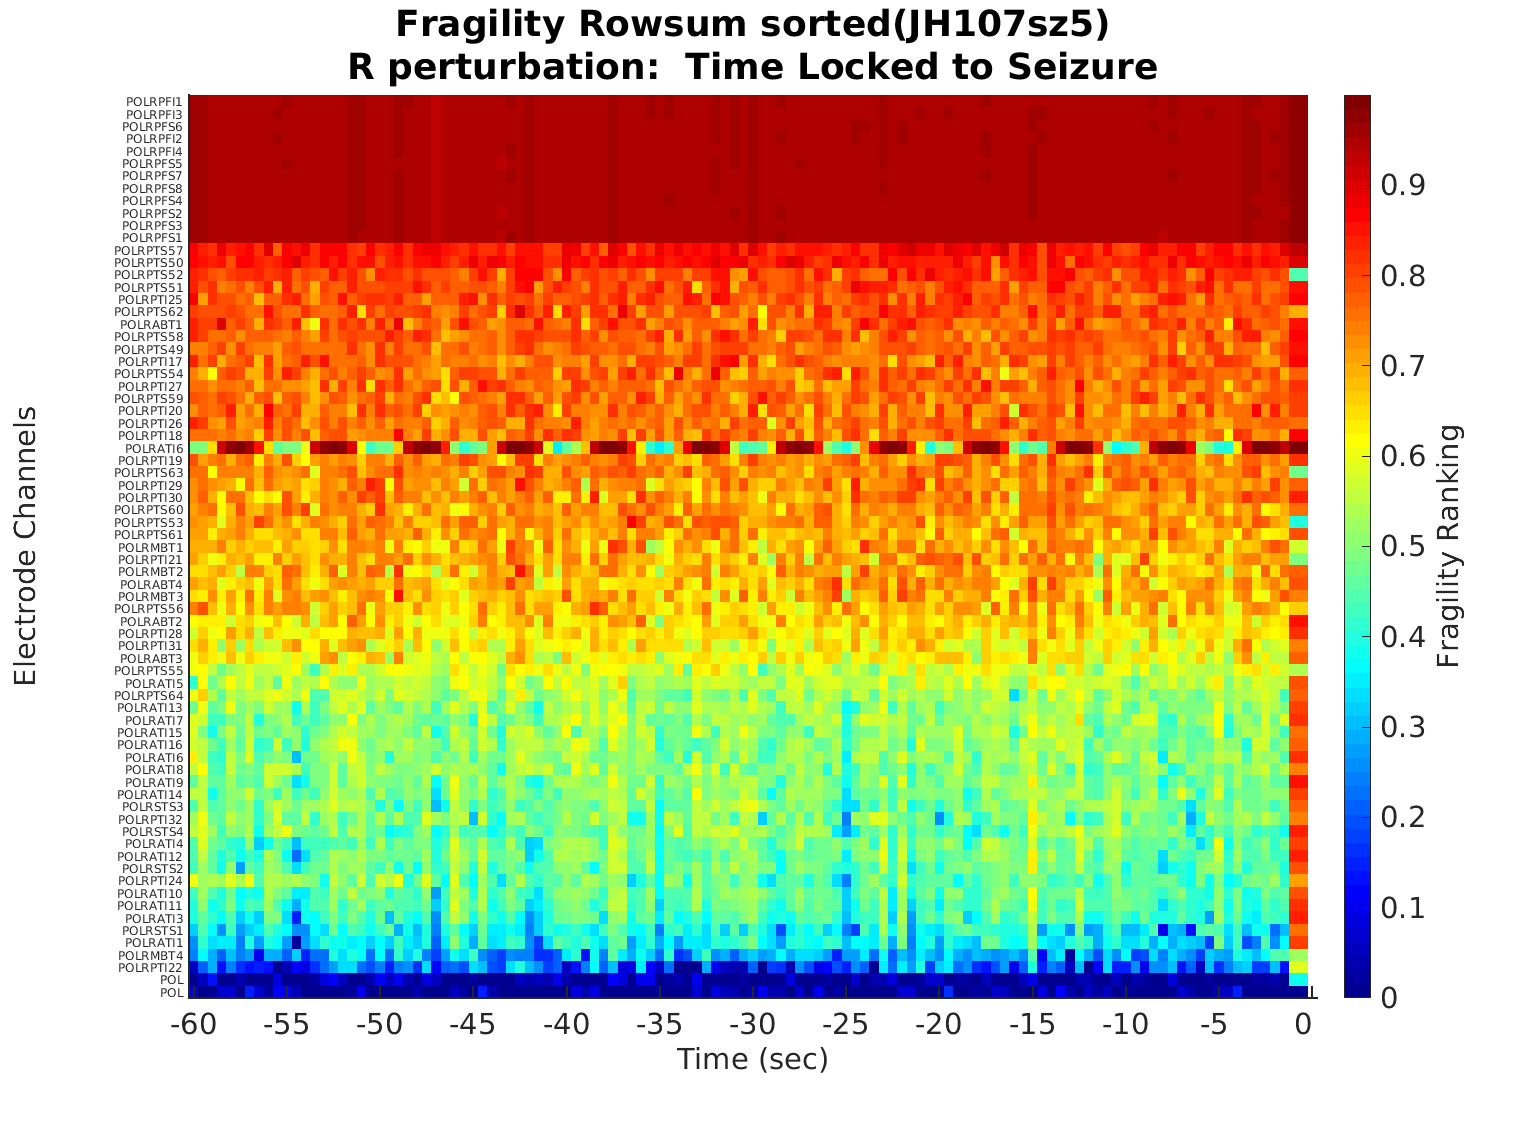 Fragility Rowsum sorted(JH107sz5)
R perturbation:  Time Locked to Seizure
Electrode Channels
POLRPFI1
POLRPFI3
POLRPFS6
POLRPFI2
POLRPFI4
POLRPFS5
POLRPFS7
POLRPFS8
POLRPFS4
POLRPFS2
POLRPFS3
POLRPFS1
POLRPTS57
POLRPTS50
POLRPTS52
POLRPTS51
POLRPTI25
POLRPTS62
POLRABT1
POLRPTS58
POLRPTS49
POLRPTI17
POLRPTS54
POLRPTI27
POLRPTS59
POLRPTI20
POLRPTI26
POLRPTI18
POLRATI6
POLRPTI19
POLRPTS63
POLRPTI29
POLRPTI30
POLRPTS60
POLRPTS53
POLRPTS61
POLRMBT1
POLRPTI21
POLRMBT2
POLRABT4
POLRMBT3
POLRPTS56
POLRABT2
POLRPTI28
POLRPTI31
POLRABT3
POLRPTS55
POLRATI5
POLRPTS64
POLRATI13
POLRATI7
POLRATI15
POLRATI16
POLRATI6
POLRATI8
POLRATI9
POLRATI14
POLRSTS3
POLRPTI32
POLRSTS4
POLRATI4
POLRATI12
POLRSTS2
POLRPTI24
POLRATI10
POLRATI11
POLRATI3
POLRSTS1
POLRATI1
POLRMBT4
POLRPTI22
POL
POL
-60 -55 -50 -45 -40 -35 -30 -25 -20 -15 -10 -5 0
Time (sec)
0.9
0.8
0.7
0.6
0.5
0.4
0.3
0.2
0.1
0
Fragility Ranking